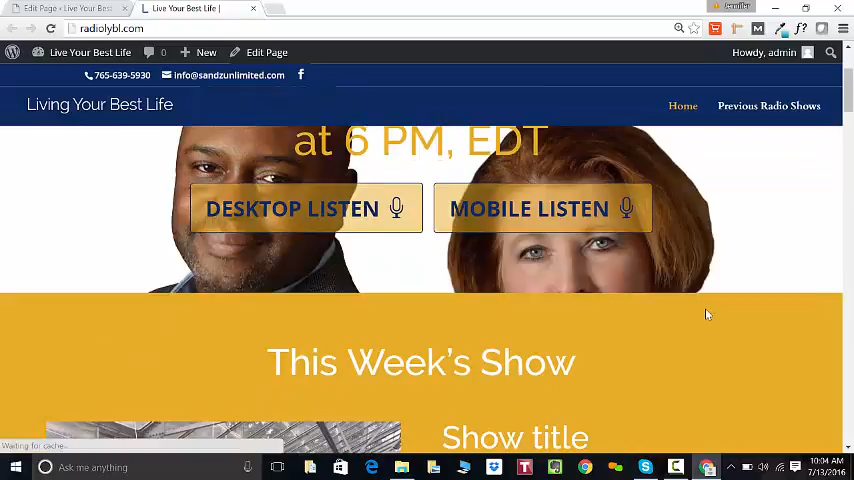 Edit Page ‹ Live Your Best
Live Your Best Life |
Jennifer
radiolybl.com
Live Your Best Life
0
New
Edit Page
Howdy, admin
765-639-5930
info@sandzunlimited.com
Living Your Best Life
Home
Previous Radio Shows
at 6 PM, EDT
DESKTOP LISTEN
MOBILE LISTEN
This Week's Show
Show title
Waiting for cache...
Ask me anything
10:04 AM
7/13/2016